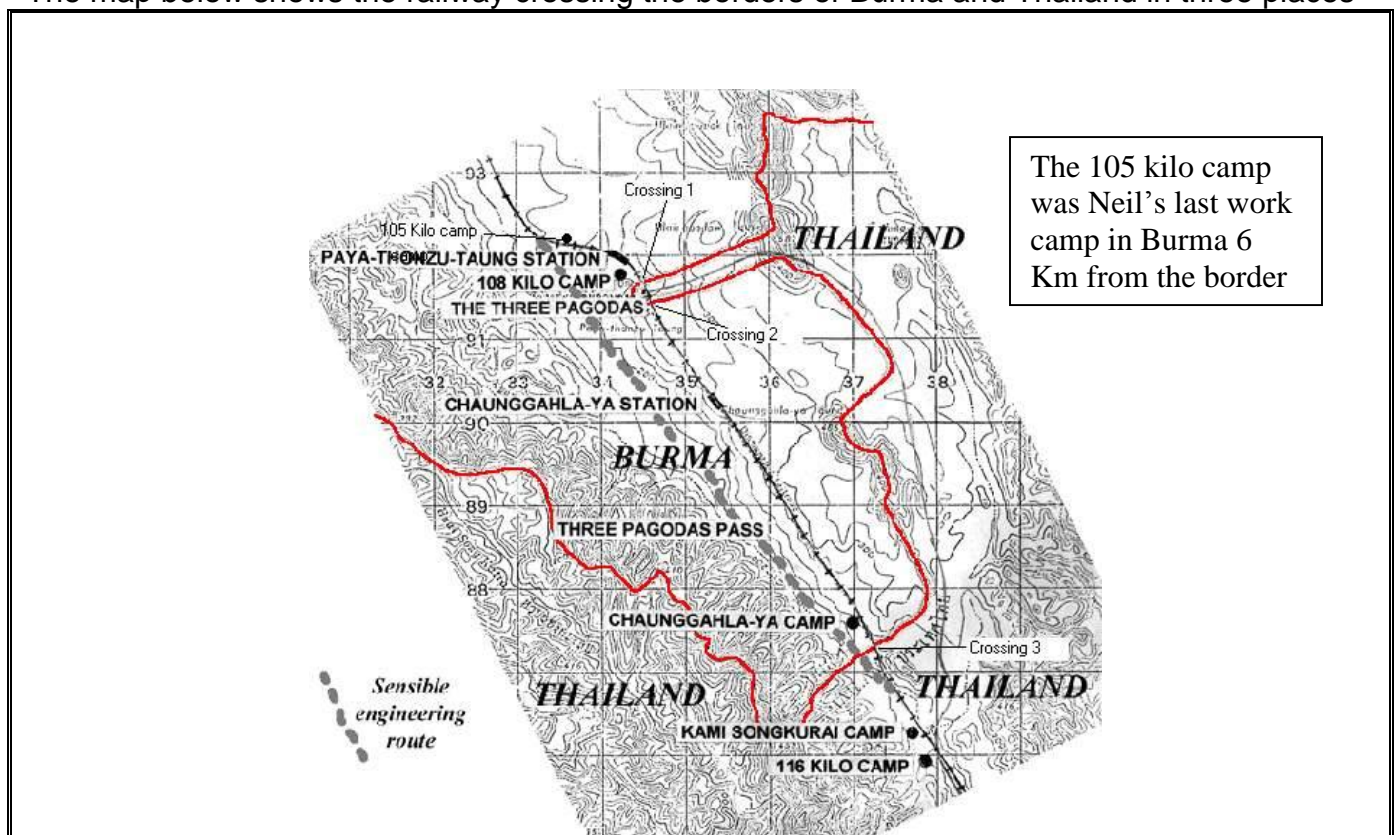 The map below shows the railway crossing the borders of Burma and Thailand in three places
The 105 kilo camp
was Neil’s last work
camp in Burma 6
Km from the border
93
Crossing 1
105 Kilo camp
THAILAND
PAYA-THONZU-TAUNG STATION
108 KILO CAMP
THE THREE PAGODAS
Crossing 2
91
32
33
34
35
36
37
38
CHAUNGGAHLA-YA STATION
Chaunggahla-ya Taung
90
BURMA
89
THREE PAGODAS PASS
88
CHAUNGGAHLA-YA CAMP
Crossing 3
Sensible
engineering
route
THAILAND
THAILAND
KAMI SONGKURAI CAMP
116 KILO CAMP